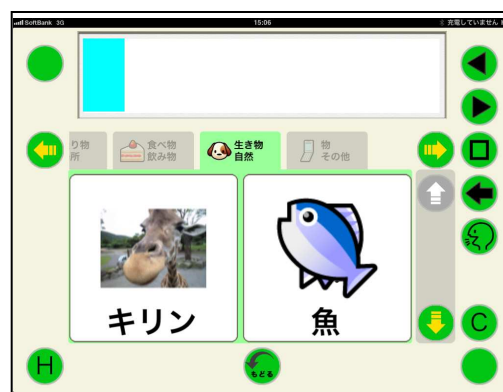 SoftBank 3G 15:06 充電していません
り物
所
食べ物
飲み物
生き物
自然
物
その他
キリン
魚
C
H
もどる